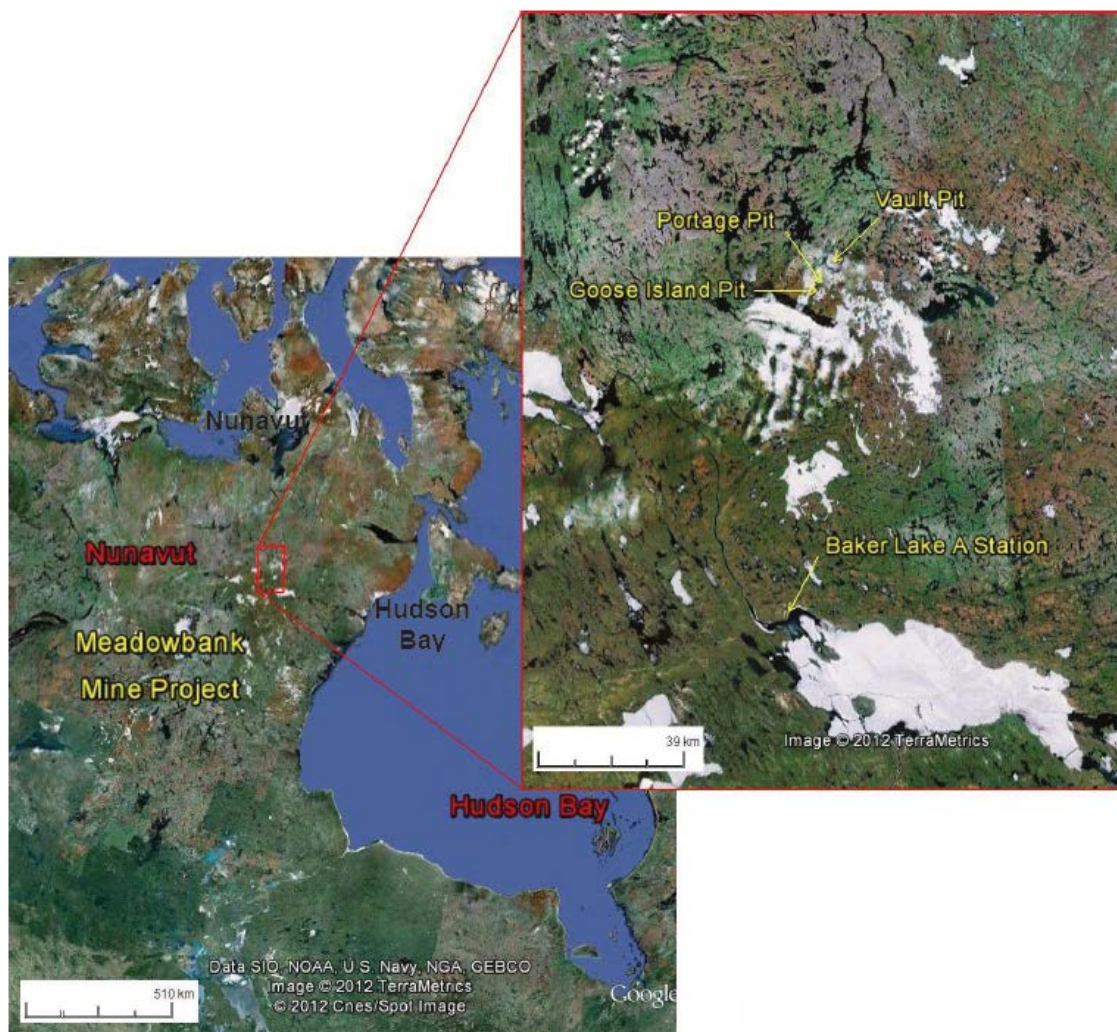 Vault Pit
Portage Pit
Goose Island Pit
Baker Lake A Station
39 km
Image © 2012 TerraMetrics
Nunavut
Nunavut
Hudson
Bay
Meadowbank
Mine Project
Hudson Bay
Data SIO, NOAA, U.S. Navy, NGA, GEBCO
Image © 2012 TerraMetrics
© 2012 Cnes/Spot Image
Google
510 km